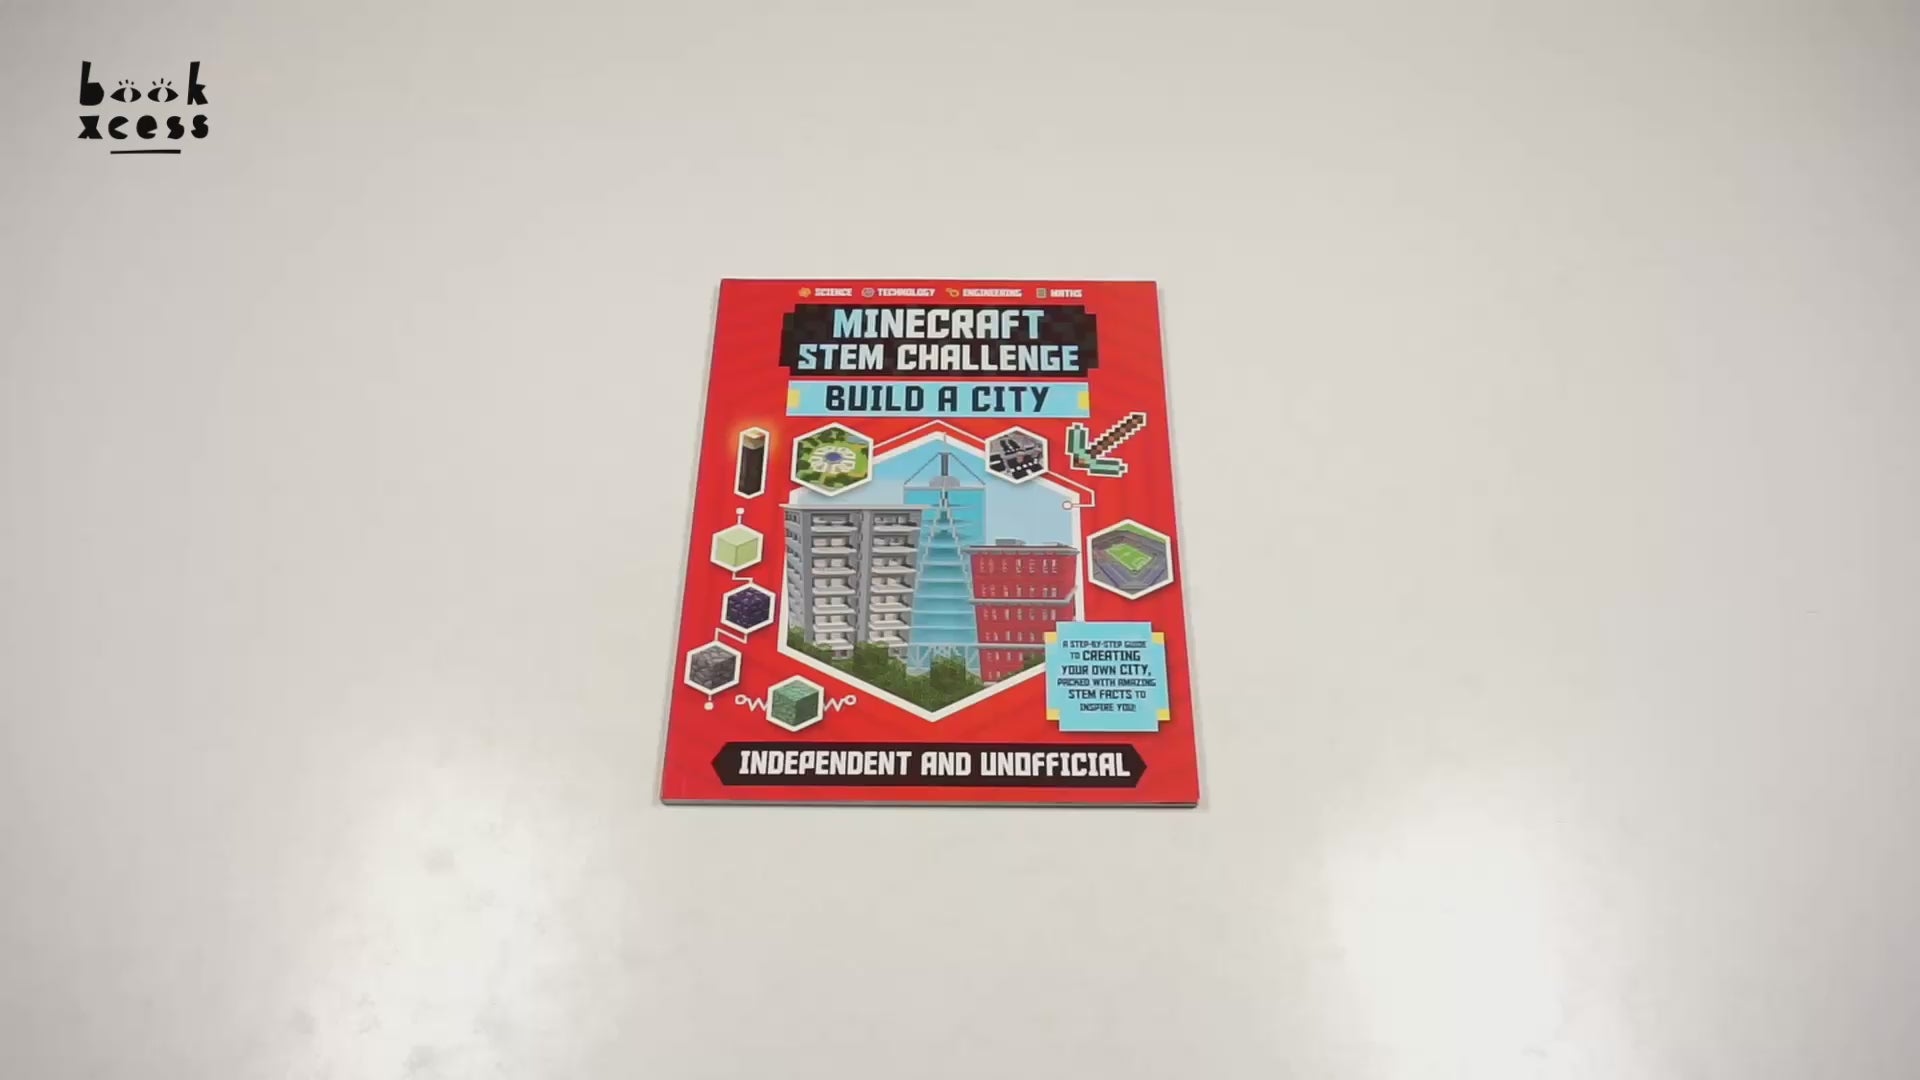 book
xcess
SCIENCE TECHNOLOGY ENGINEERING MATHS
MINECRAFT
STEM CHALLENGE
BUILD A CITY
A STEP-BY-STEP GUIDE
TO CREATING
YOUR OWN CITY,
PACKED WITH AMAZING
STEM FACTS TO
INSPIRE YOU!
INDEPENDENT AND UNOFFICIAL